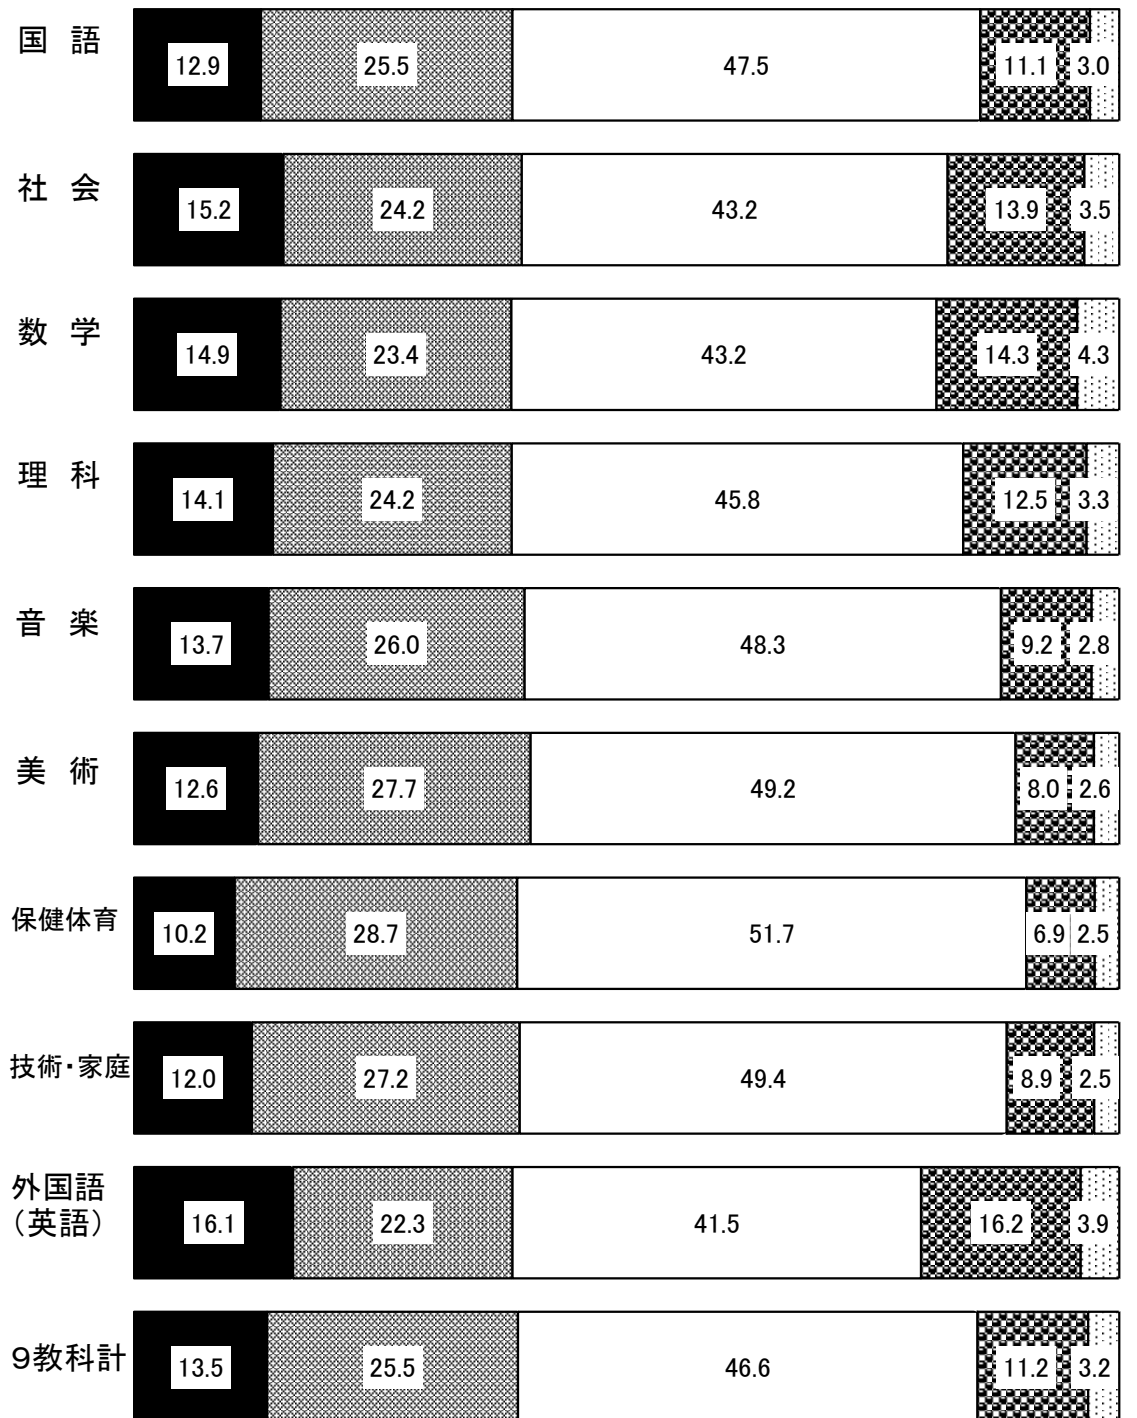 国 語 12.9 25.5 47.5 11.1 3.0
社 会 15.2 24.2 43.2 13.9 3.5
数 学 14.9 23.4 43.2 14.3 4.3
理 科 14.1 24.2 45.8 12.5 3.3
音 楽 13.7 26.0 48.3 9.2 2.8
美 術 12.6 27.7 49.2 8.0 2.6
保健体育 10.2 28.7 51.7 6.9 2.5
技術・家庭 12.0 27.2 49.4 8.9 2.5
外国語
（英語） 16.1 22.3 41.5 16.2 3.9
９教科計 13.5 25.5 46.6 11.2 3.2